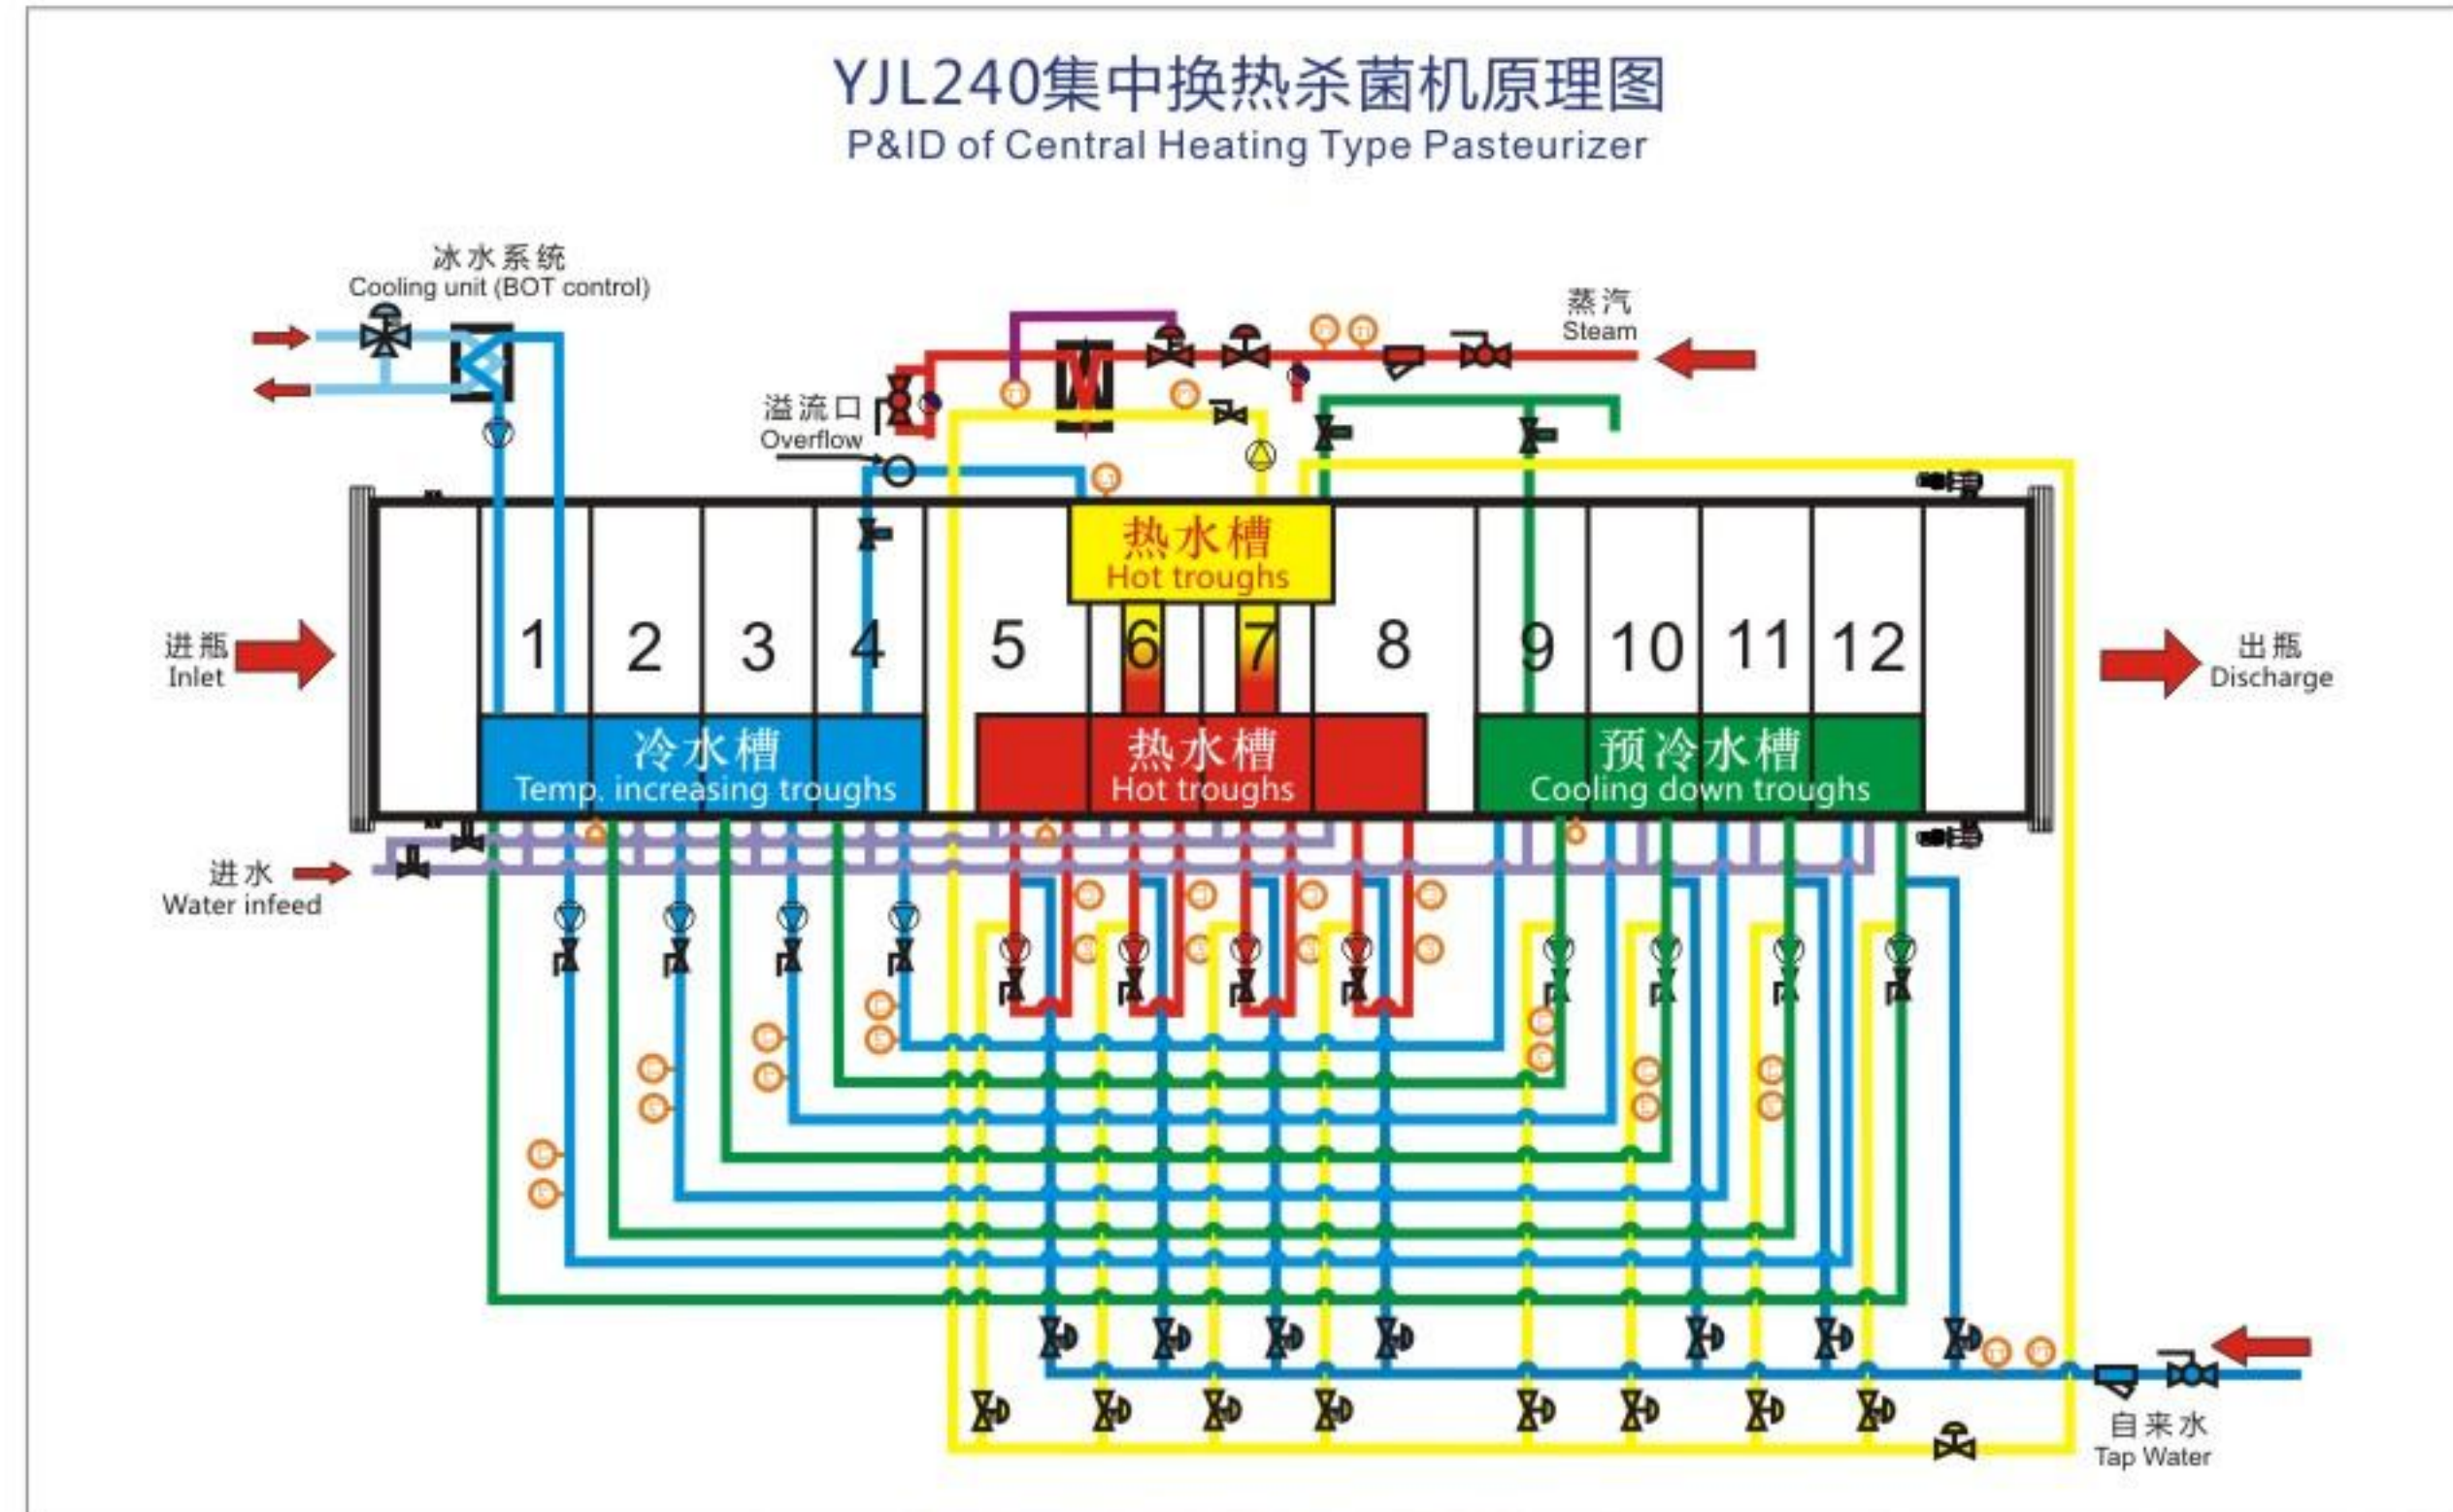 YJL240集中换热杀菌机原理图
P&ID of Central Heating Type Pasteurizer
冰水系统
Cooling unit (BOT control)
蒸汽
Steam
溢流口
Overflow
热水槽
Hot troughs
进瓶
Inlet
1
2
3
4
5
6
7
8
9
10
11
12
出瓶
Discharge
冷水槽
Temp. increasing troughs
热水槽
Hot troughs
预冷水槽
Cooling down troughs
进水
Water infeed
自来水
Tap Water